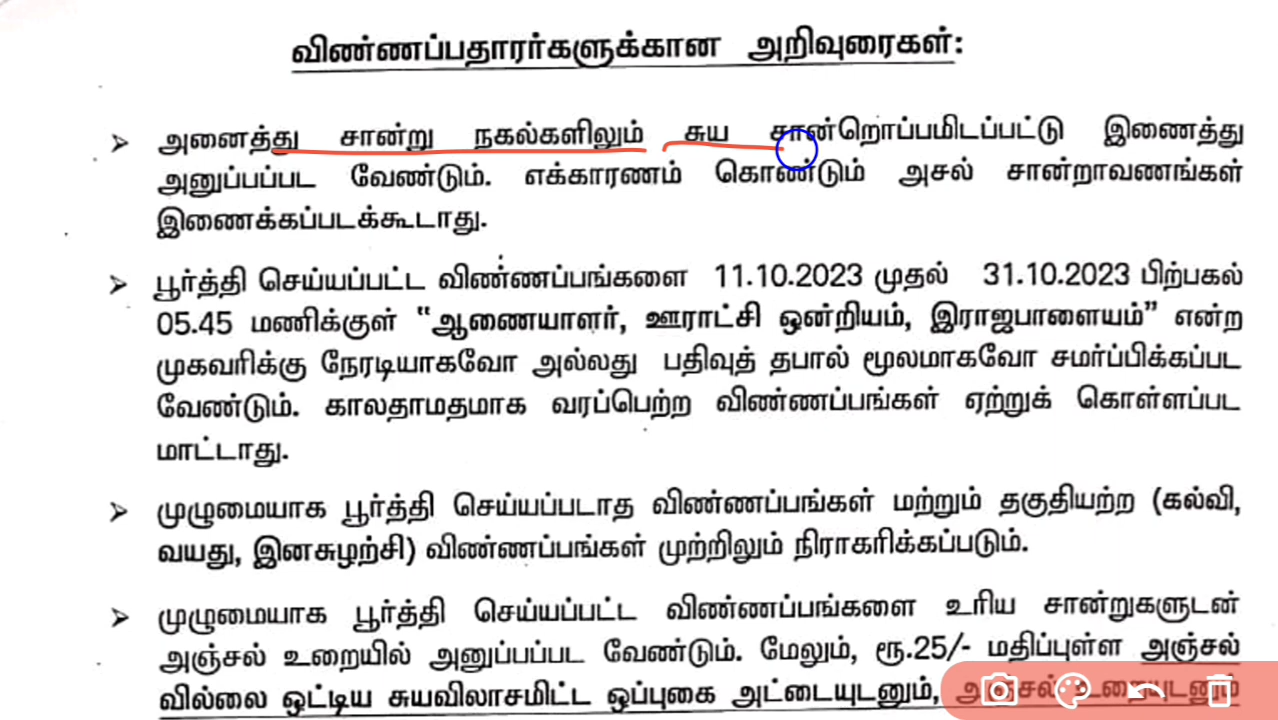 விண்ணப்பதாரர்களுக்கான அறிவுரைகள்:
➢ அனைத்து சான்று நகல்களிலும் சுய சான்றொப்பமிடப்பட்டு இணைத்து
அனுப்பப்பட வேண்டும். எக்காரணம் கொண்டும் அசல் சான்றாவணங்கள்
இணைக்கப்படக்கூடாது.
➢ பூர்த்தி செய்யப்பட்ட விண்ணப்பங்களை 11.10.2023 முதல் 31.10.2023 பிற்பகல்
05.45 மணிக்குள் "ஆணையாளர், ஊராட்சி ஒன்றியம், இராஜபாளையம்" என்ற
முகவரிக்கு நேரடியாகவோ அல்லது பதிவுத் தபால் மூலமாகவோ சமர்ப்பிக்கப்பட
வேண்டும். காலதாமதமாக வரப்பெற்ற விண்ணப்பங்கள் ஏற்றுக் கொள்ளப்பட
மாட்டாது.
➢ முழுமையாக பூர்த்தி செய்யப்படாத விண்ணப்பங்கள் மற்றும் தகுதியற்ற (கல்வி,
வயது, இனசுழற்சி) விண்ணப்பங்கள் முற்றிலும் நிராகரிக்கப்படும்.
➢ முழுமையாக பூர்த்தி செய்யப்பட்ட விண்ணப்பங்களை உரிய சான்றுகளுடன்
அஞ்சல் உறையில் அனுப்பப்பட வேண்டும். மேலும், ரூ.25/- மதிப்புள்ள அஞ்சல்
வில்லை ஒட்டிய சுயவிலாசமிட்ட ஒப்புகை அட்டையுடனும்,